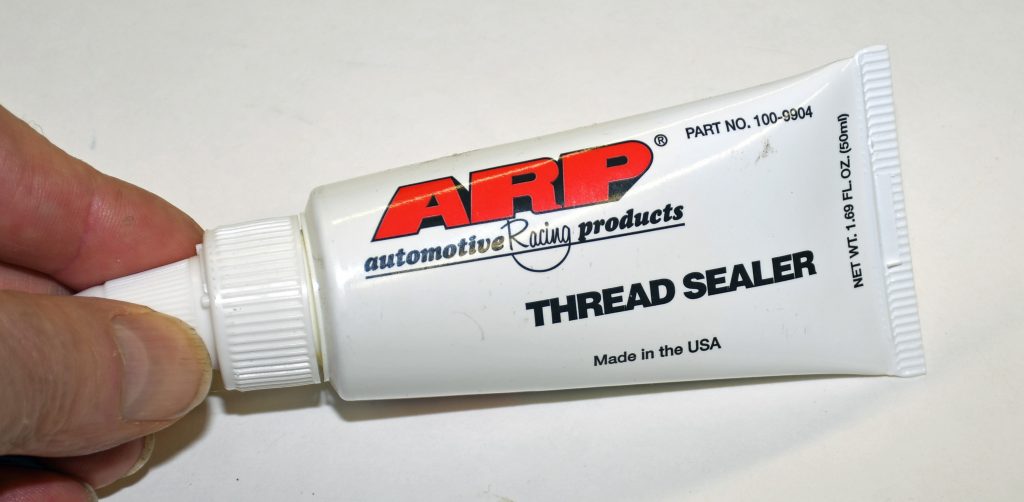 ARP®
automotive Racing products
PART NO. 100-9904
THREAD SEALER
Made in the USA
NET WT. 1.69 FL. OZ. (50ml)